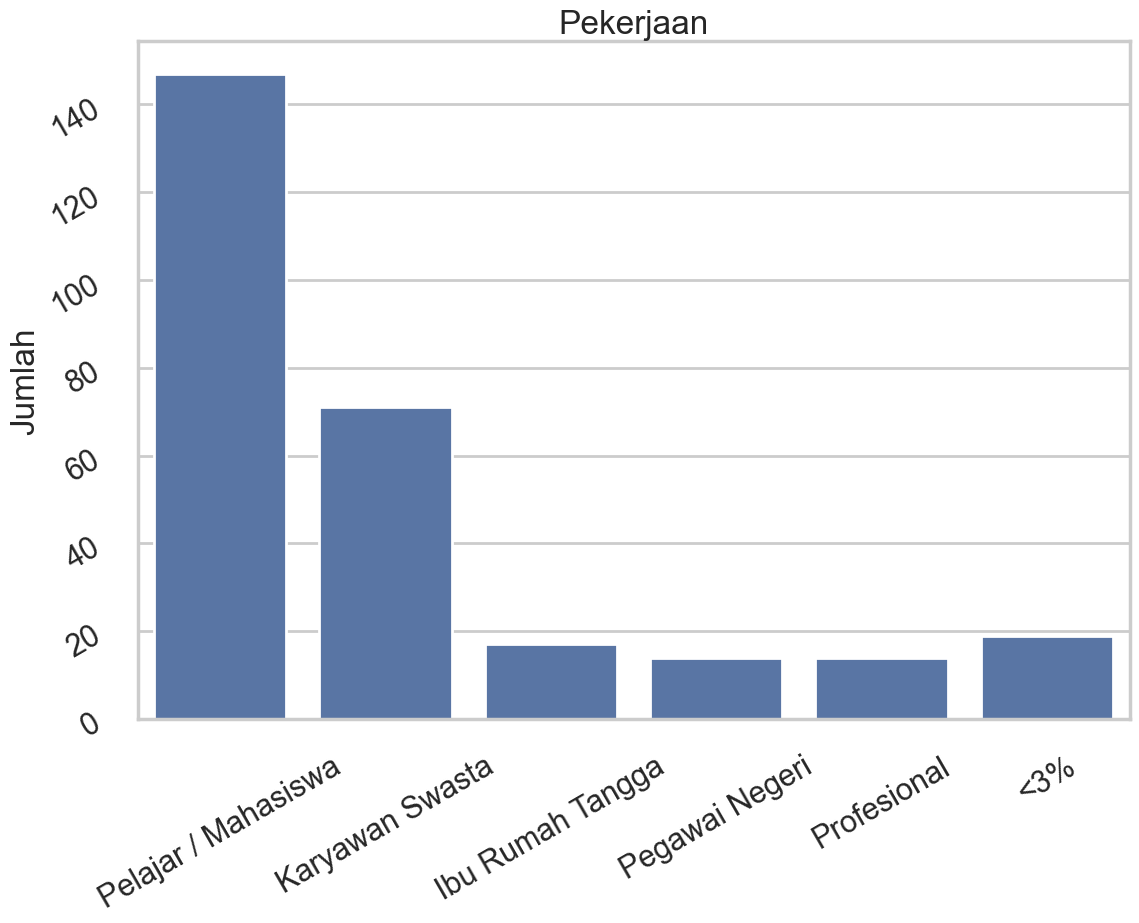 Pekerjaan
Jumlah
140
120
100
80
60
40
20
0
Pelajar / Mahasiswa
Karyawan Swasta
Ibu Rumah Tangga
Pegawai Negeri
Profesional
<3%